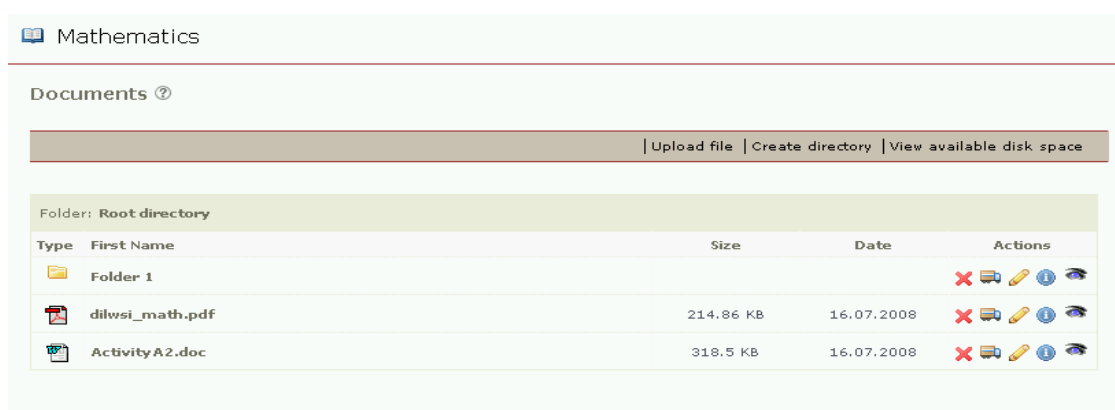 Mathematics
Documents ?
|Upload file |Create directory |View available disk space
Folder: Root directory
Type First Name Size Date Actions
Folder 1
dilwsi_math.pdf 214.86 KB 16.07.2008
Activity A2.doc 318.5 KB 16.07.2008